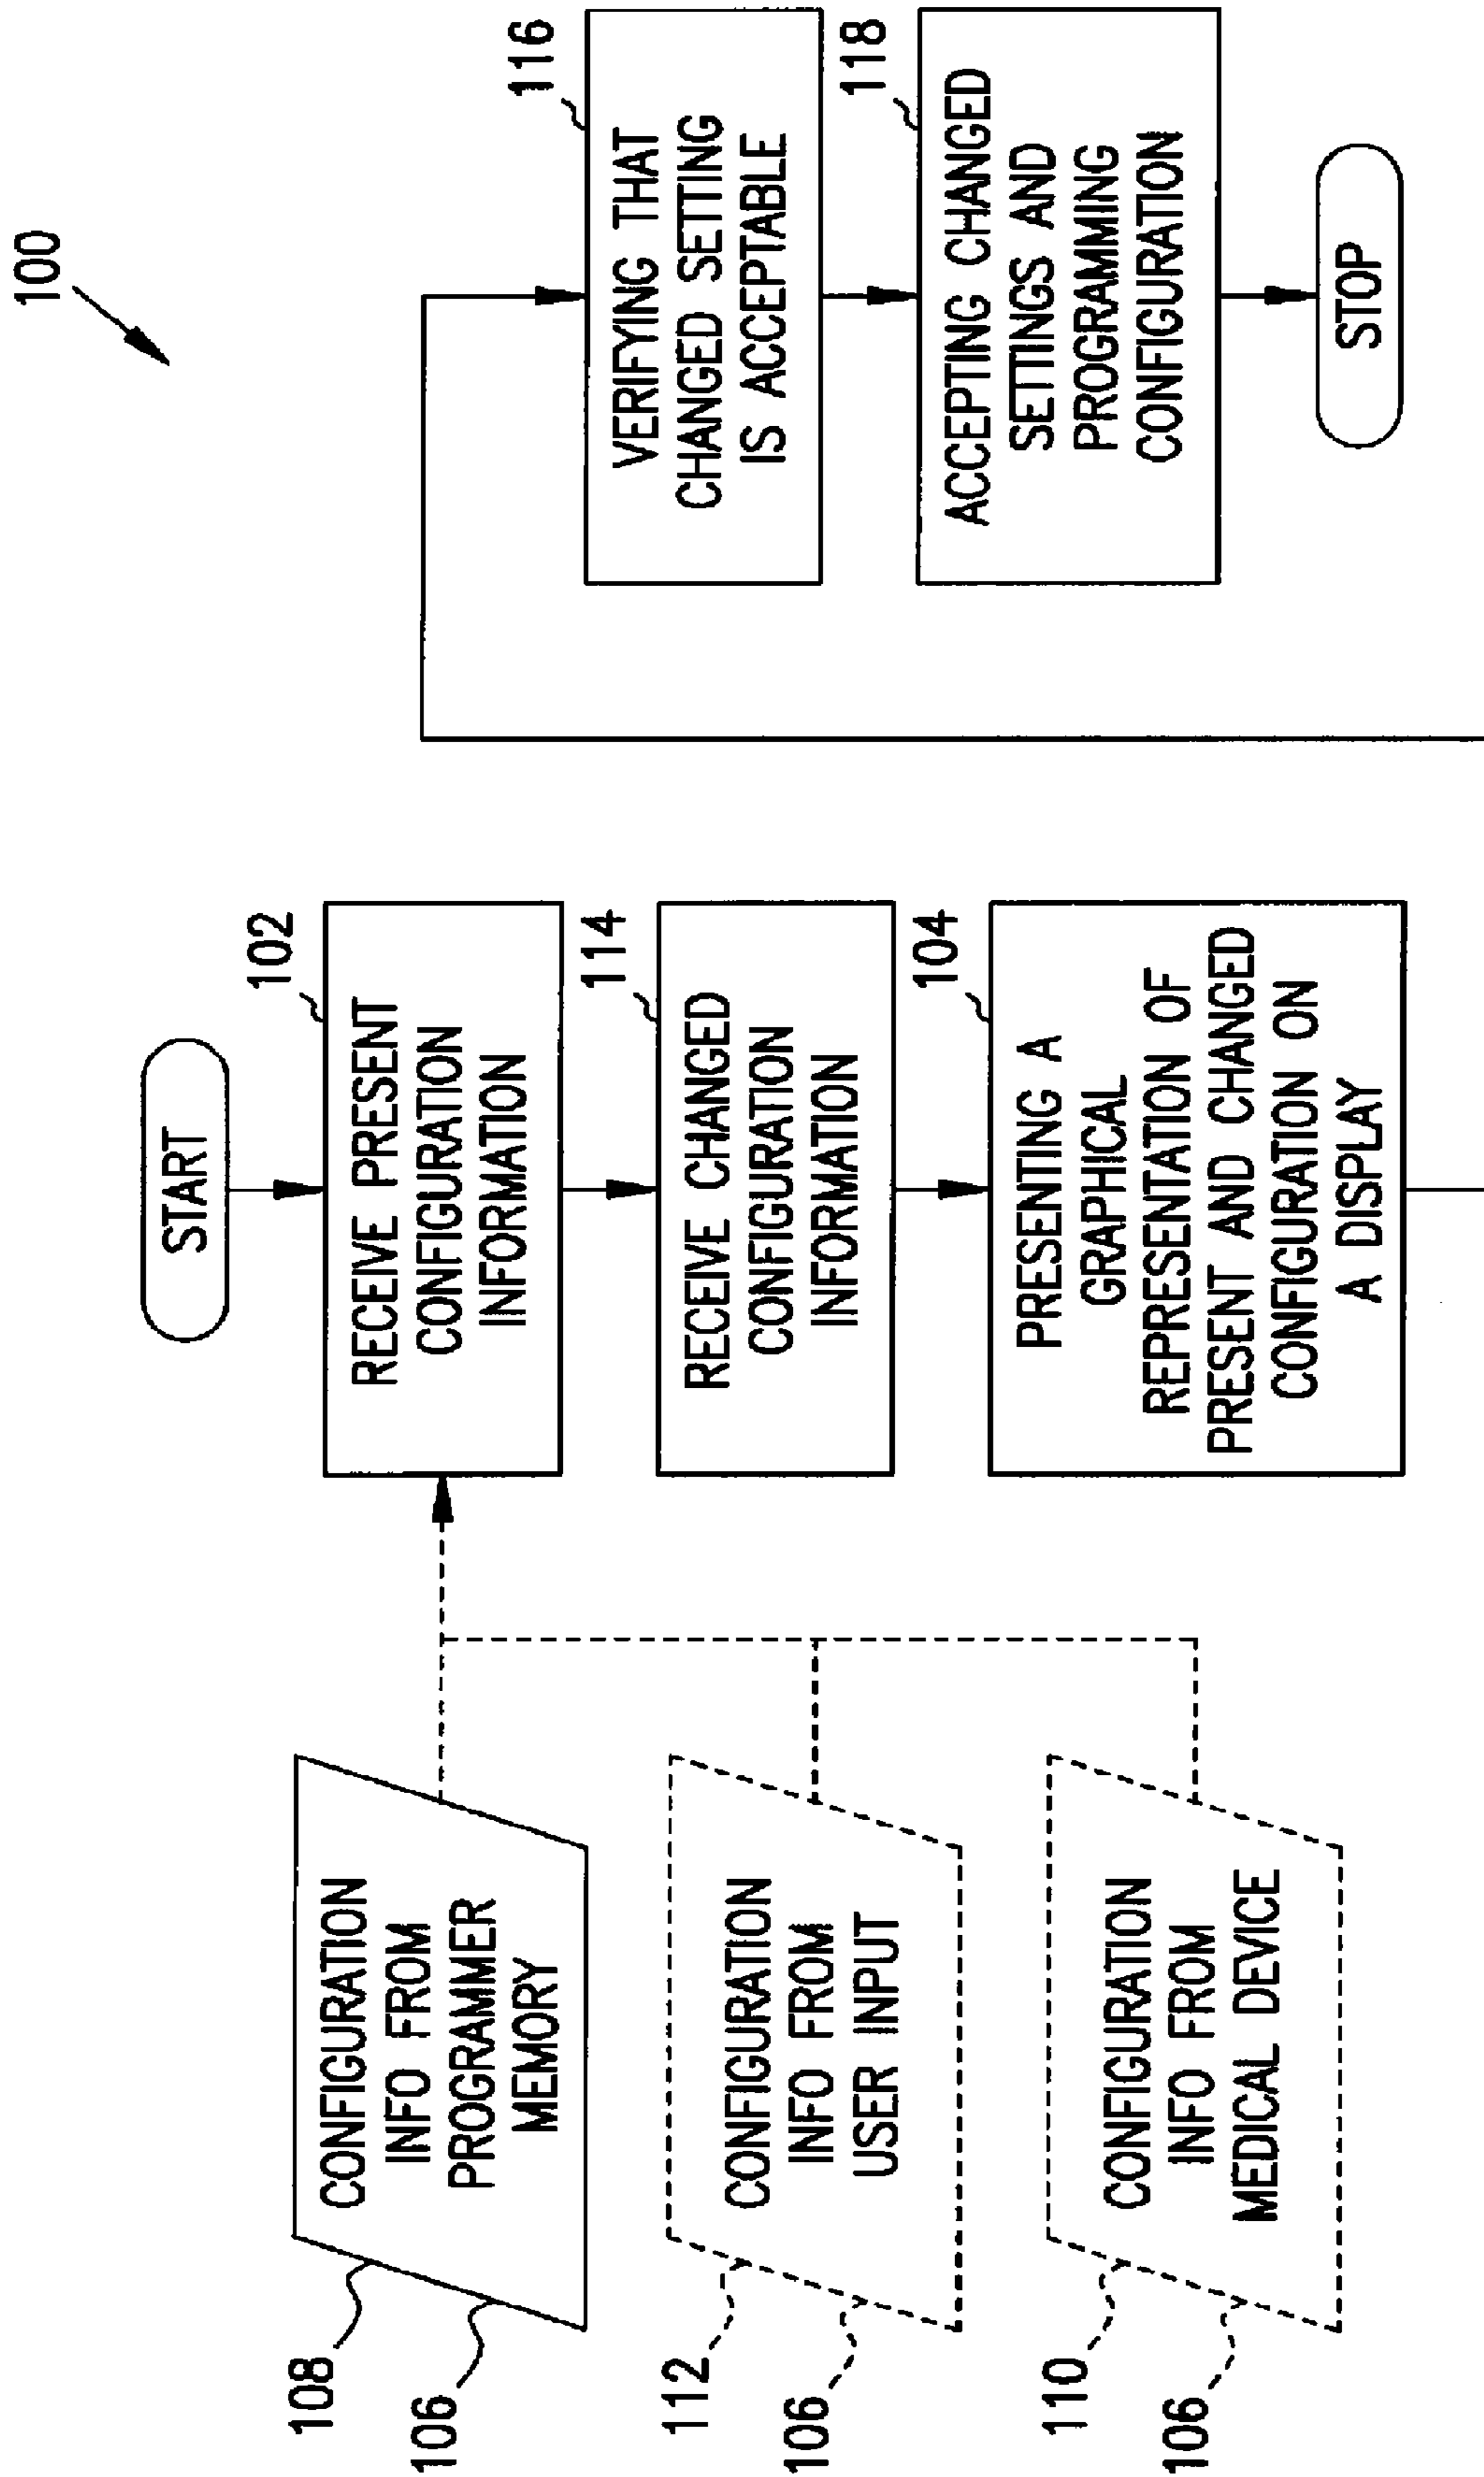 100
START
102
RECEIVE PRESENT
CONFIGURATION
INFORMATION
114
RECEIVE CHANGED
CONFIGURATION
INFORMATION
104
PRESENTING A
GRAPHICAL
REPRESENTATION OF
PRESENT AND CHANGED
CONFIGURATION ON
A DISPLAY
108
106
CONFIGURATION
INFO FROM
PROGRAMMER
MEMORY
112
106
CONFIGURATION
INFO FROM
USER INPUT
110
106
CONFIGURATION
INFO FROM
MEDICAL DEVICE
116
VERIFYING THAT
CHANGED SETTING
IS ACCEPTABLE
118
ACCEPTING CHANGED
SETTINGS AND
PROGRAMMING
CONFIGURATION
STOP